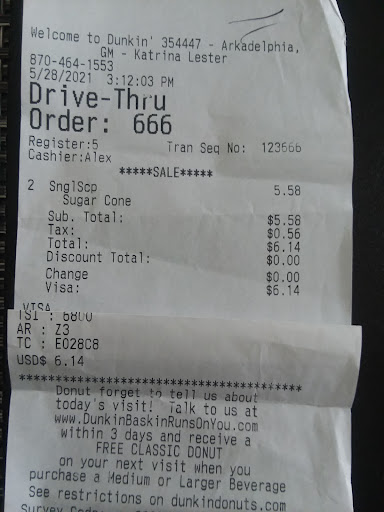 Welcome to Dunkin' 354447 - Arkadelphia,
GM - Katrina Lester
870-464-1553
5/28/2021 3:12:03 PM
Drive-Thru
Order: 666
Register:5 Tran Seq No: 123666
Cashier:Alex
*****SALE*****
2 SnglScp 5.58
Sugar Cone
Sub. Total: $5.58
Tax: $0.56
Total: $6.14
Discount Total: $0.00
Change $0.00
Visa: $6.14
VISA
TSI : 6800
AR : Z3
TC : E028C8
USD$ 6.14
****************************************
Donut forget to tell us about
today's visit! Talk to us at
www.DunkinBaskinRunsOnYou.com
within 3 days and receive a
FREE CLASSIC DONUT
on your next visit when you
purchase a Medium or Larger Beverage
See restrictions on dunkindonuts.com
Survey